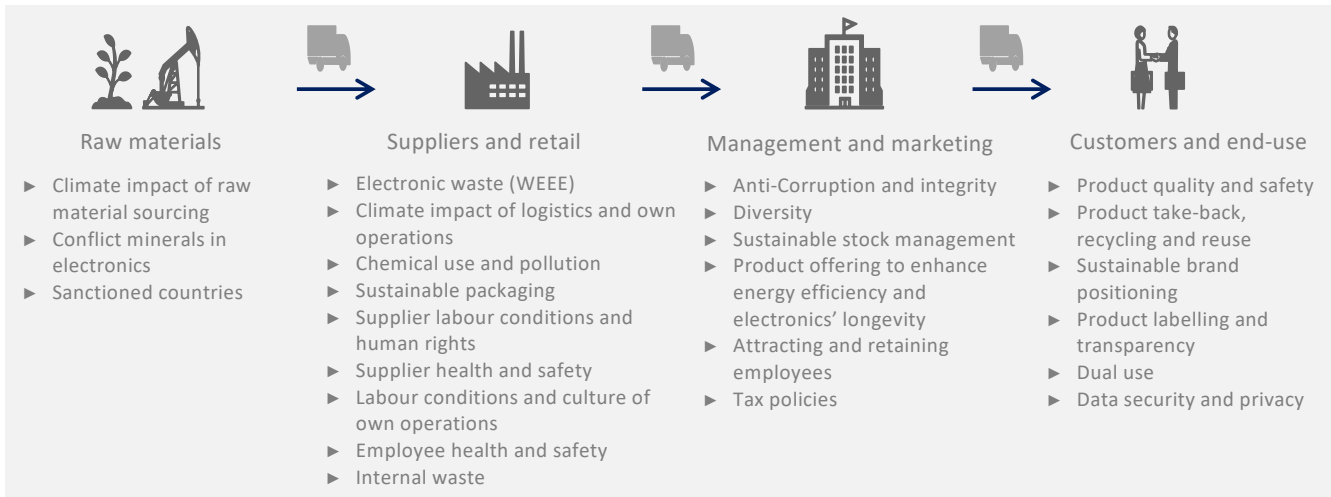 Raw materials
► Climate impact of raw
material sourcing
► Conflict minerals in
electronics
► Sanctioned countries
Suppliers and retail
► Electronic waste (WEEE)
► Climate impact of logistics and own
operations
► Chemical use and pollution
► Sustainable packaging
► Supplier labour conditions and
human rights
► Supplier health and safety
► Labour conditions and culture of
own operations
► Employee health and safety
► Internal waste
Management and marketing
► Anti-Corruption and integrity
► Diversity
► Sustainable stock management
► Product offering to enhance
energy efficiency and
electronics’ longevity
► Attracting and retaining
employees
► Tax policies
Customers and end-use
► Product quality and safety
► Product take-back,
recycling and reuse
► Sustainable brand
positioning
► Product labelling and
transparency
► Dual use
► Data security and privacy